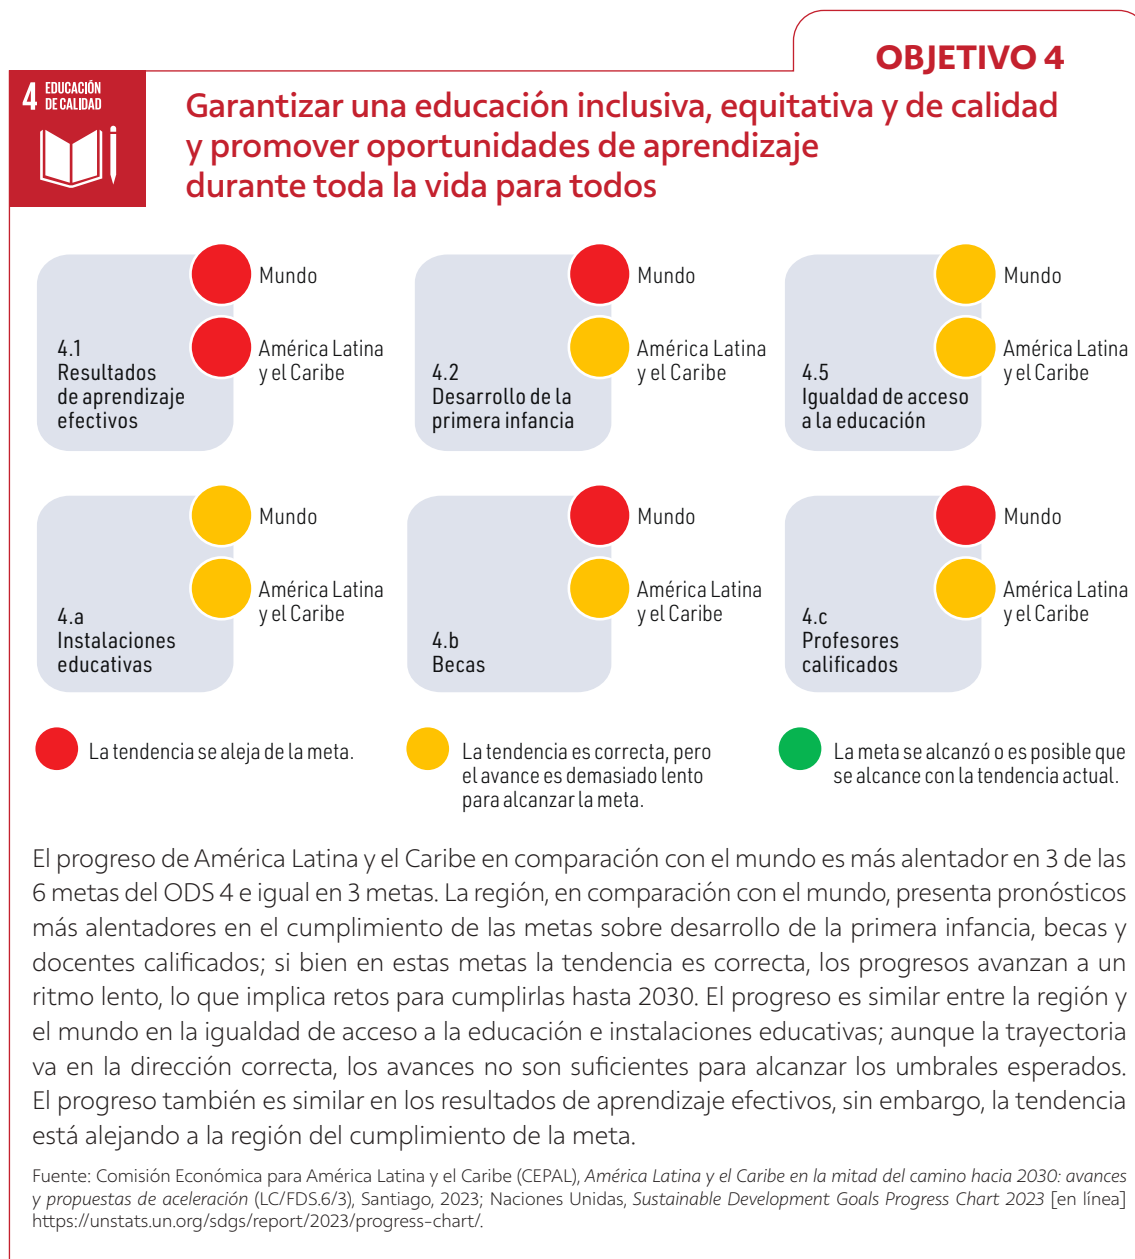 OBJETIVO 4
4 EDUCACIÓN
DE CALIDAD
Garantizar una educación inclusiva, equitativa y de calidad
y promover oportunidades de aprendizaje
durante toda la vida para todos
Mundo
América Latina
y el Caribe
4.1
Resultados
de aprendizaje
efectivos
Mundo
América Latina
y el Caribe
4.2
Desarrollo de la
primera infancia
Mundo
América Latina
y el Caribe
4.5
Igualdad de acceso
a la educación
Mundo
América Latina
y el Caribe
4.a
Instalaciones
educativas
Mundo
América Latina
y el Caribe
4.b
Becas
Mundo
América Latina
y el Caribe
4.c
Profesores
calificados
La tendencia se aleja de la meta.
La tendencia es correcta, pero
el avance es demasiado lento
para alcanzar la meta.
La meta se alcanzó o es posible que
se alcance con la tendencia actual.
El progreso de América Latina y el Caribe en comparación con el mundo es más alentador en 3 de las
6 metas del ODS 4 e igual en 3 metas. La región, en comparación con el mundo, presenta pronósticos
más alentadores en el cumplimiento de las metas sobre desarrollo de la primera infancia, becas y
docentes calificados; si bien en estas metas la tendencia es correcta, los progresos avanzan a un
ritmo lento, lo que implica retos para cumplirlas hasta 2030. El progreso es similar entre la región y
el mundo en la igualdad de acceso a la educación e instalaciones educativas; aunque la trayectoria
va en la dirección correcta, los avances no son suficientes para alcanzar los umbrales esperados.
El progreso también es similar en los resultados de aprendizaje efectivos, sin embargo, la tendencia
está alejando a la región del cumplimiento de la meta.
Fuente: Comisión Económica para América Latina y el Caribe (CEPAL), América Latina y el Caribe en la mitad del camino hacia 2030: avances
y propuestas de aceleración (LC/FDS.6/3), Santiago, 2023; Naciones Unidas, Sustainable Development Goals Progress Chart 2023 [en línea]
https://unstats.un.org/sdgs/report/2023/progress-chart/.